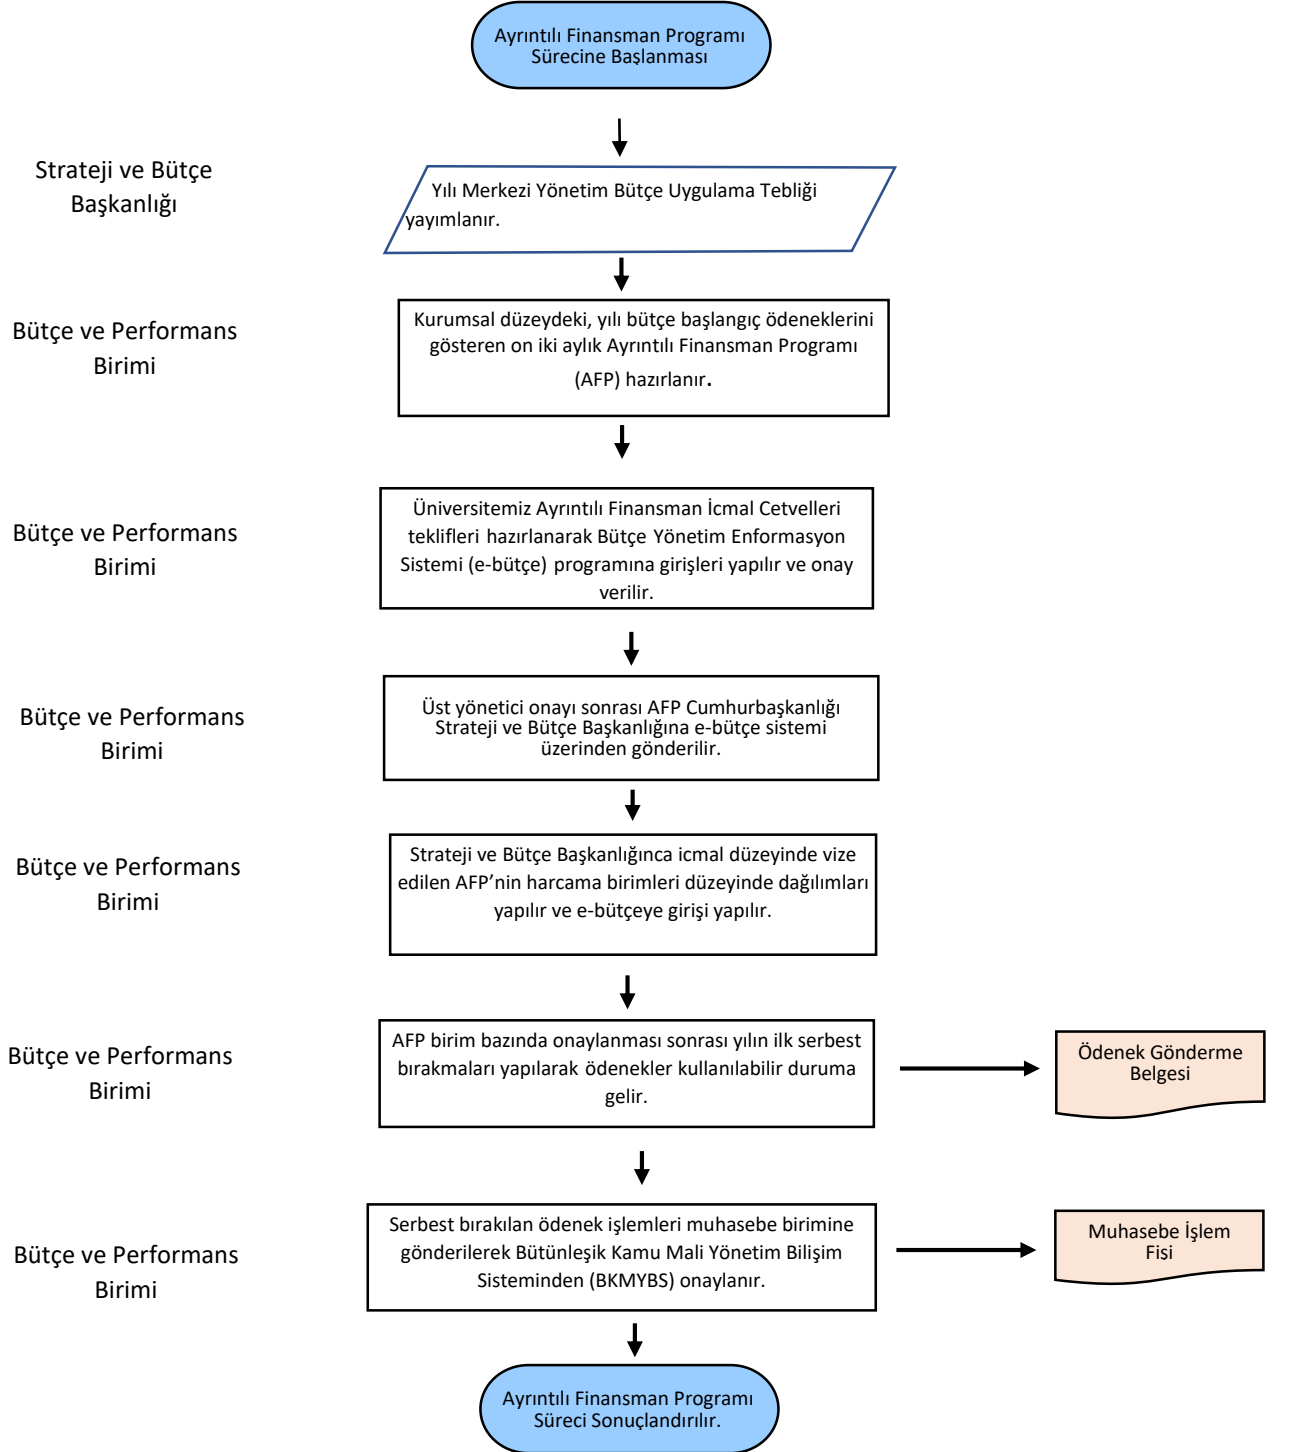 Ayrıntılı Finansman Programı
Sürecine Başlanması
Strateji ve Bütçe
Başkanlığı
Yılı Merkezi Yönetim Bütçe Uygulama Tebliği
yayımlanır.
Bütçe ve Performans
Birimi
Kurumsal düzeydeki, yılı bütçe başlangıç ödeneklerini
gösteren on iki aylık Ayrıntılı Finansman Programı
(AFP) hazırlanır.
Bütçe ve Performans
Birimi
Üniversitemiz Ayrıntılı Finansman İcmal Cetvelleri
teklifleri hazırlanarak Bütçe Yönetim Enformasyon
Sistemi (e-bütçe) programına girişleri yapılır ve onay
verilir.
Bütçe ve Performans
Birimi
Üst yönetici onayı sonrası AFP Cumhurbaşkanlığı
Strateji ve Bütçe Başkanlığına e-bütçe sistemi
üzerinden gönderilir.
Bütçe ve Performans
Birimi
Strateji ve Bütçe Başkanlığınca icmal düzeyinde vize
edilen AFP’nin harcama birimleri düzeyinde dağılımları
yapılır ve e-bütçeye girişi yapılır.
Bütçe ve Performans
Birimi
AFP birim bazında onaylanması sonrası yılın ilk serbest
bırakmaları yapılarak ödenekler kullanılabilir duruma
gelir.
Ödenek Gönderme
Belgesi
Bütçe ve Performans
Birimi
Serbest bırakılan ödenek işlemleri muhasebe birimine
gönderilerek Bütünleşik Kamu Mali Yönetim Bilişim
Sisteminden (BKMYBS) onaylanır.
Muhasebe İşlem
Fisi
Ayrıntılı Finansman Programı
Süreci Sonuçlandırılır.